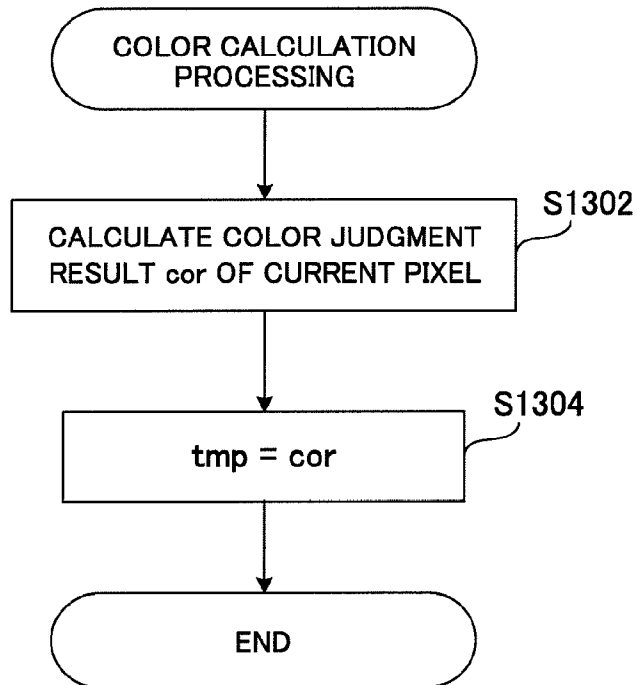 COLOR CALCULATION
PROCESSING
S1302
CALCULATE COLOR JUDGMENT
RESULT cor OF CURRENT PIXEL
S1304
tmp = cor
END